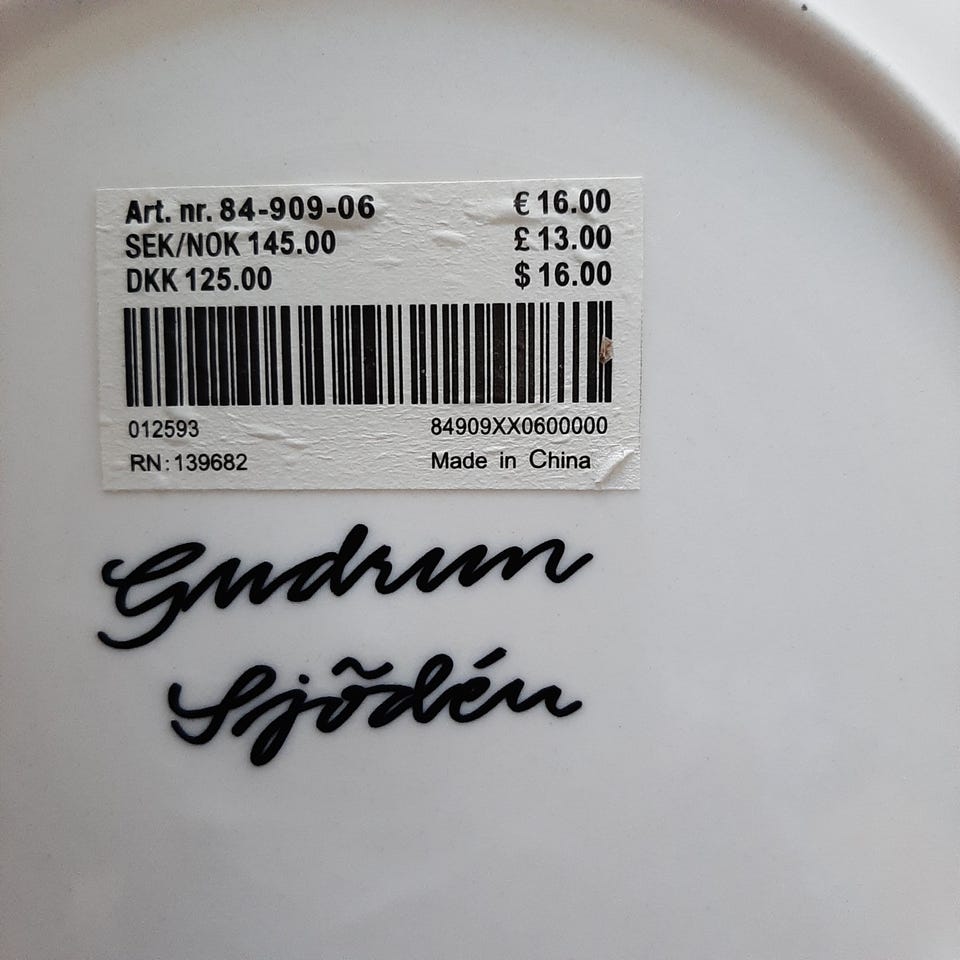 Art. nr. 84-909-06 € 16.00
SEK/NOK 145.00 £ 13.00
DKK 125.00 $ 16.00
012593 84909XX0600000
RN:139682 Made in China
Gudrun
Sjõdén